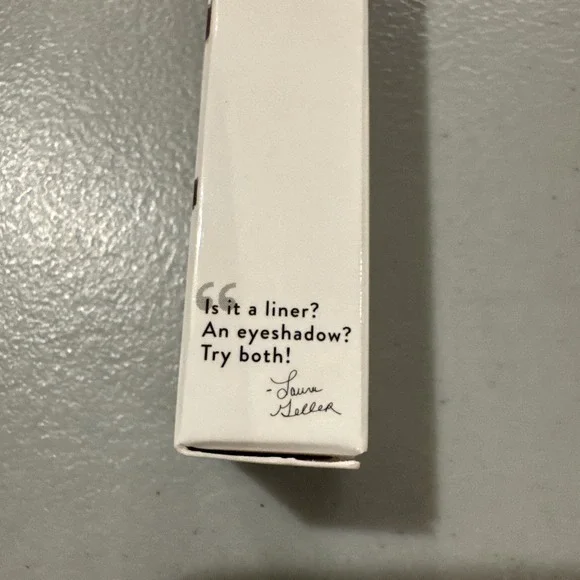 “
Is it a liner?
An eyeshadow?
Try both!
- Laura
Geller